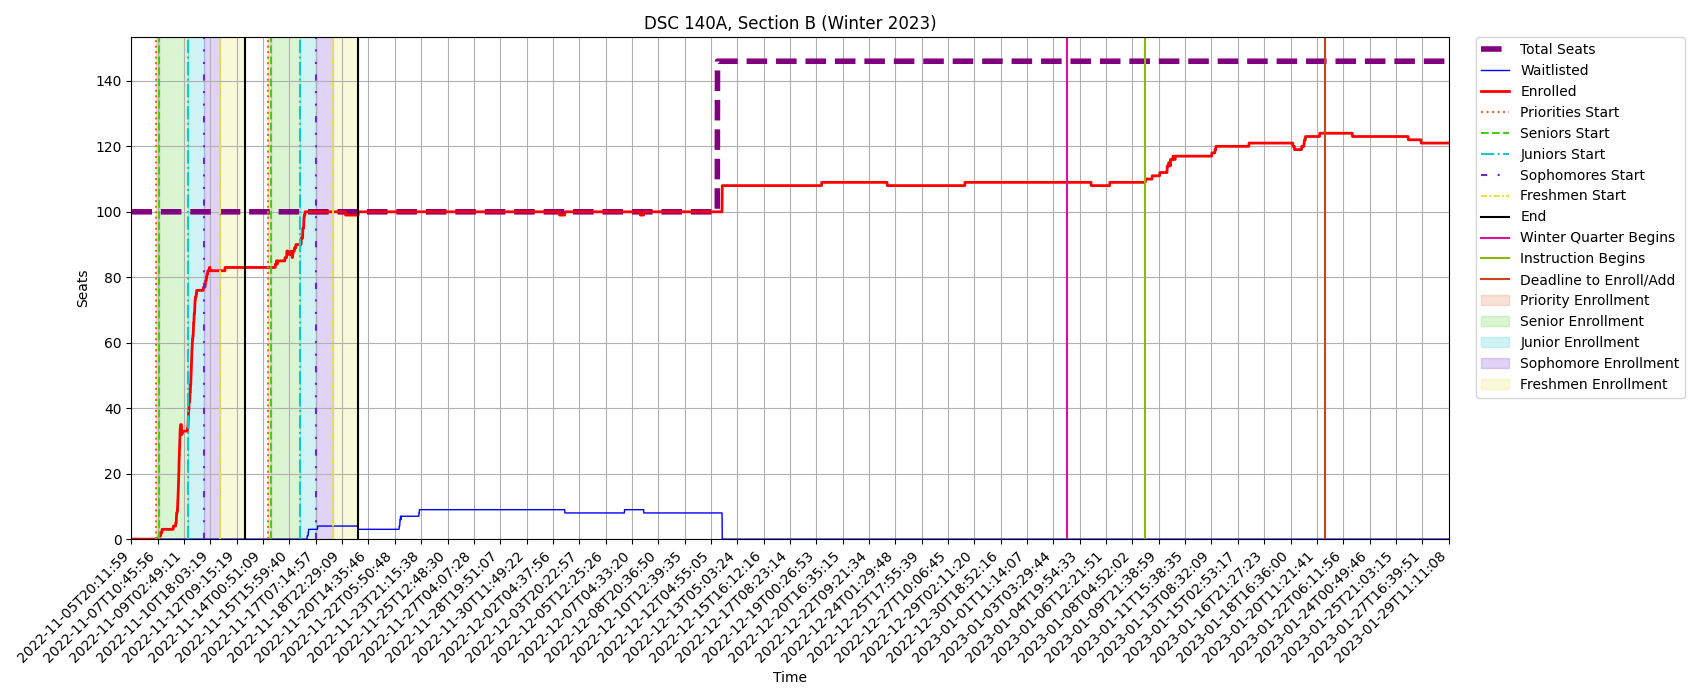 DSC 140A, Section B (Winter 2023)
Seats
140
120
100
80
60
40
20
0
2022-11-05T20:11:59
2022-11-07T10:45:56
2022-11-09T02:49:11
2022-11-10T18:03:19
2022-11-12T09:15:19
2022-11-14T00:51:09
2022-11-15T15:59:40
2022-11-17T07:14:57
2022-11-18T22:29:09
2022-11-20T14:35:46
2022-11-22T05:50:48
2022-11-23T21:15:38
2022-11-25T12:48:30
2022-11-27T04:07:28
2022-11-28T19:51:07
2022-11-30T11:49:22
2022-12-02T04:37:56
2022-12-03T20:22:57
2022-12-05T12:25:26
2022-12-07T04:33:20
2022-12-08T20:36:50
2022-12-10T12:39:35
2022-12-12T04:55:05
2022-12-13T05:03:24
2022-12-15T16:12:16
2022-12-17T08:23:14
2022-12-19T00:26:53
2022-12-20T16:35:15
2022-12-22T09:21:34
2022-12-24T01:29:48
2022-12-25T17:55:39
2022-12-27T10:06:45
2022-12-29T02:11:20
2022-12-30T18:52:16
2023-01-01T11:14:07
2023-01-03T03:29:44
2023-01-04T19:54:33
2023-01-06T12:21:51
2023-01-08T04:52:02
2023-01-09T21:38:59
2023-01-11T15:38:35
2023-01-13T08:32:09
2023-01-15T02:53:17
2023-01-16T21:27:23
2023-01-18T16:36:00
2023-01-20T11:21:41
2023-01-22T06:11:56
2023-01-24T00:49:46
2023-01-25T21:03:15
2023-01-27T16:39:51
2023-01-29T11:11:08
Time
Total Seats
Waitlisted
Enrolled
Priorities Start
Seniors Start
Juniors Start
Sophomores Start
Freshmen Start
End
Winter Quarter Begins
Instruction Begins
Deadline to Enroll/Add
Priority Enrollment
Senior Enrollment
Junior Enrollment
Sophomore Enrollment
Freshmen Enrollment